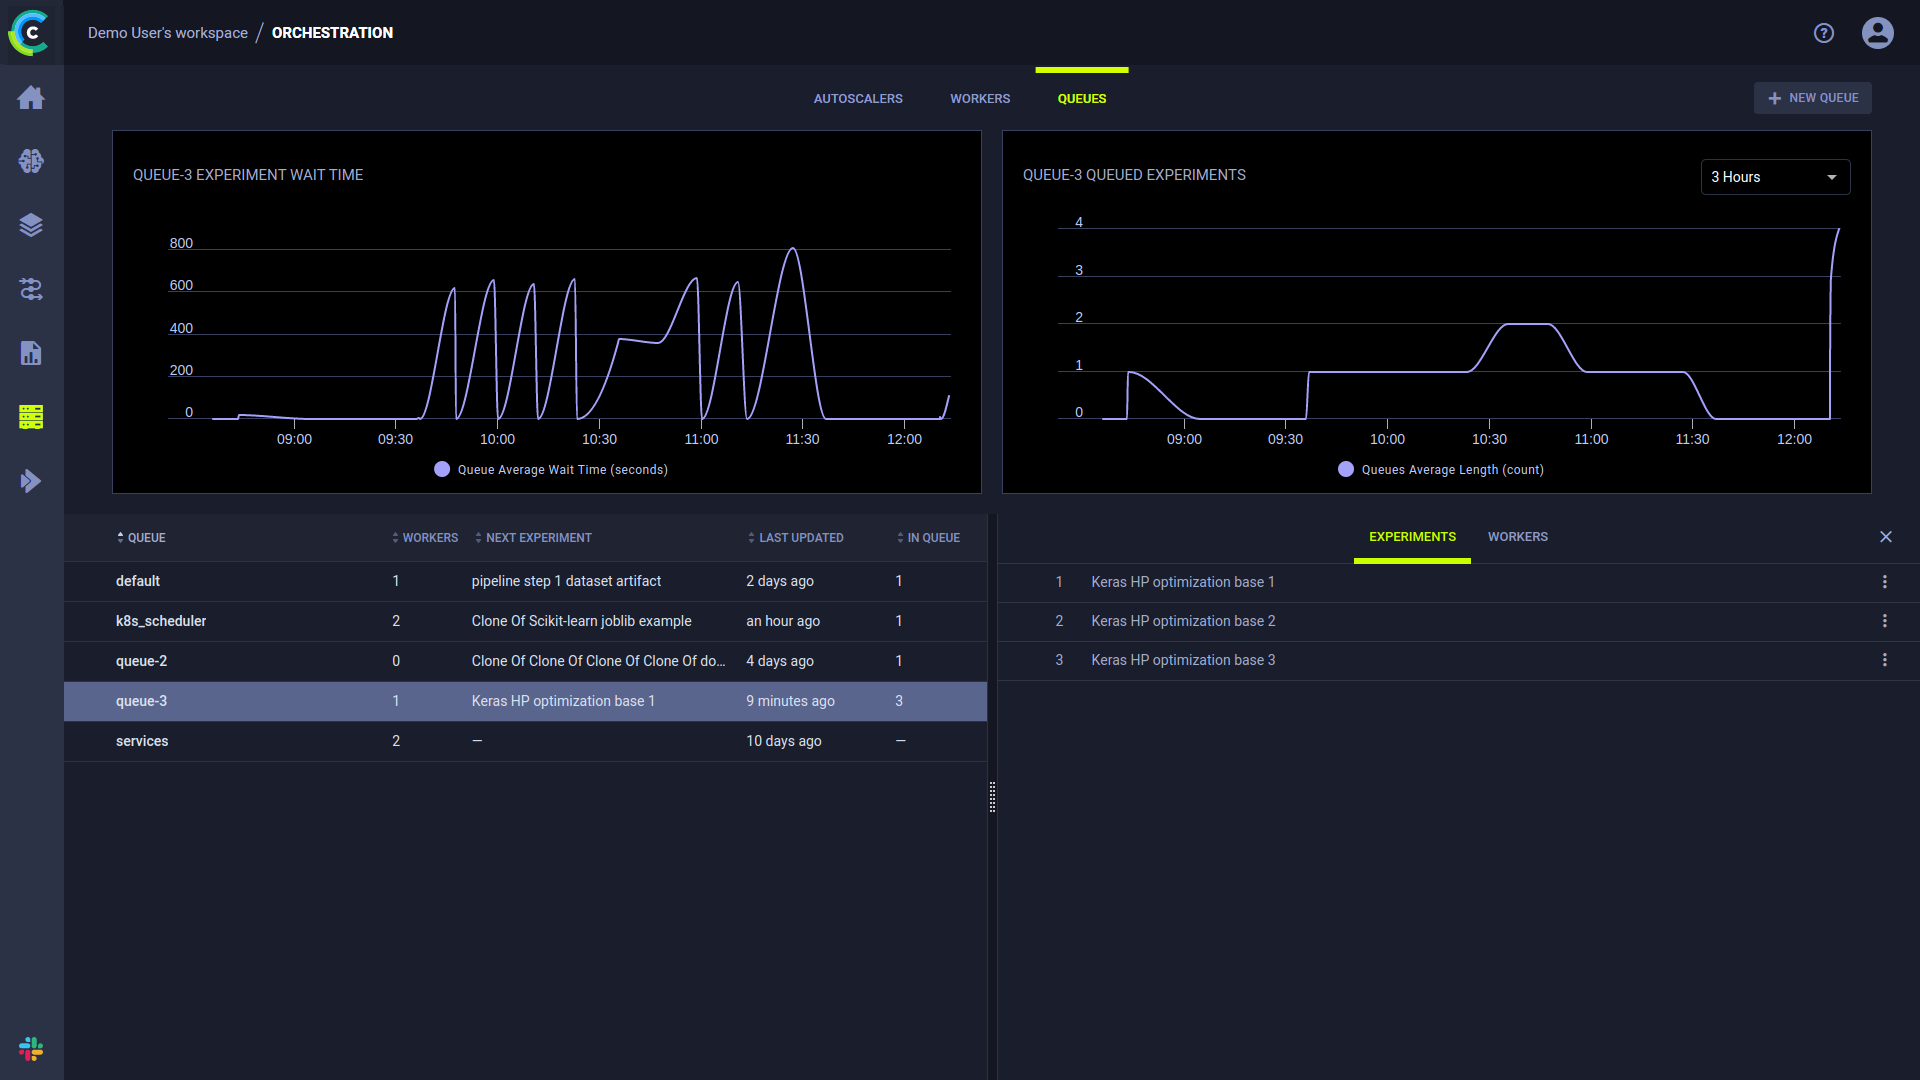 C
Demo User's workspace / ORCHESTRATION
?
AUTOSCALERS WORKERS QUEUES
+ NEW QUEUE
QUEUE-3 EXPERIMENT WAIT TIME
800
600
400
200
0
09:00 09:30 10:00 10:30 11:00 11:30 12:00
Queue Average Wait Time (seconds)
QUEUE-3 QUEUED EXPERIMENTS
3 Hours
4
3
2
1
0
09:00 09:30 10:00 10:30 11:00 11:30 12:00
Queues Average Length (count)
QUEUE WORKERS NEXT EXPERIMENT LAST UPDATED IN QUEUE
default 1 pipeline step 1 dataset artifact 2 days ago 1
k8s_scheduler 2 Clone Of Scikit-learn joblib example an hour ago 1
queue-2 0 Clone Of Clone Of Clone Of Clone Of do... 4 days ago 1
queue-3 1 Keras HP optimization base 1 9 minutes ago 3
services 2 — 10 days ago —
EXPERIMENTS WORKERS
1 Keras HP optimization base 1
2 Keras HP optimization base 2
3 Keras HP optimization base 3